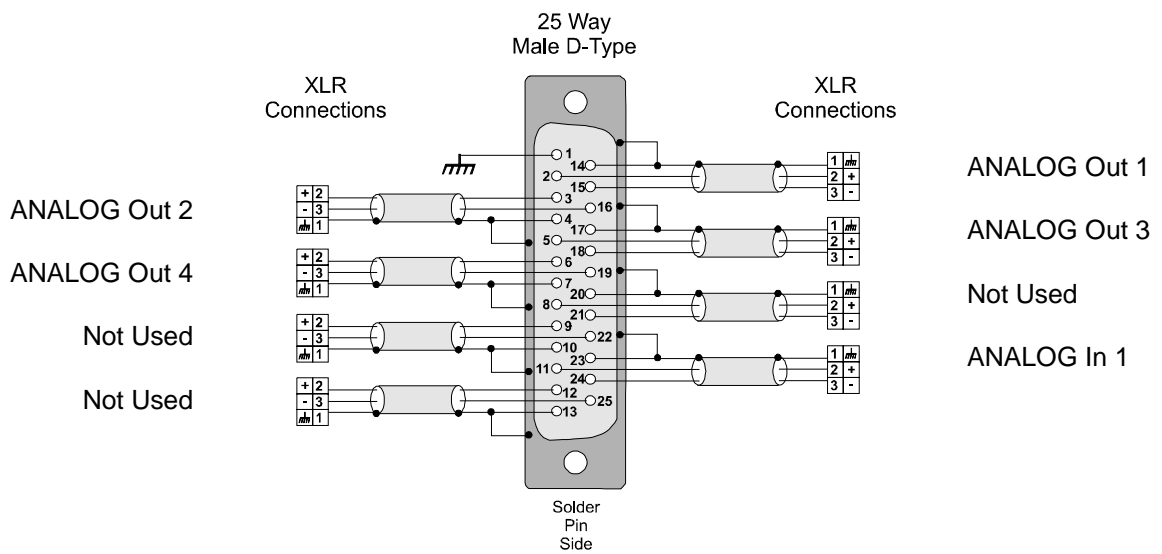 25 Way
Male D-Type
XLR
Connections
XLR
Connections
ANALOG Out 2
+ 2
- 3
1
ANALOG Out 4
+ 2
- 3
1
Not Used
+ 2
- 3
1
Not Used
+ 2
- 3
1
1
14
2
15
3
16
4
17
5
18
6
19
7
20
8
21
9
22
10
23
11
24
12
25
13
1
2 +
3 -
ANALOG Out 1
1
2 +
3 -
ANALOG Out 3
1
2 +
3 -
Not Used
1
2 +
3 -
ANALOG In 1
Solder
Pin
Side